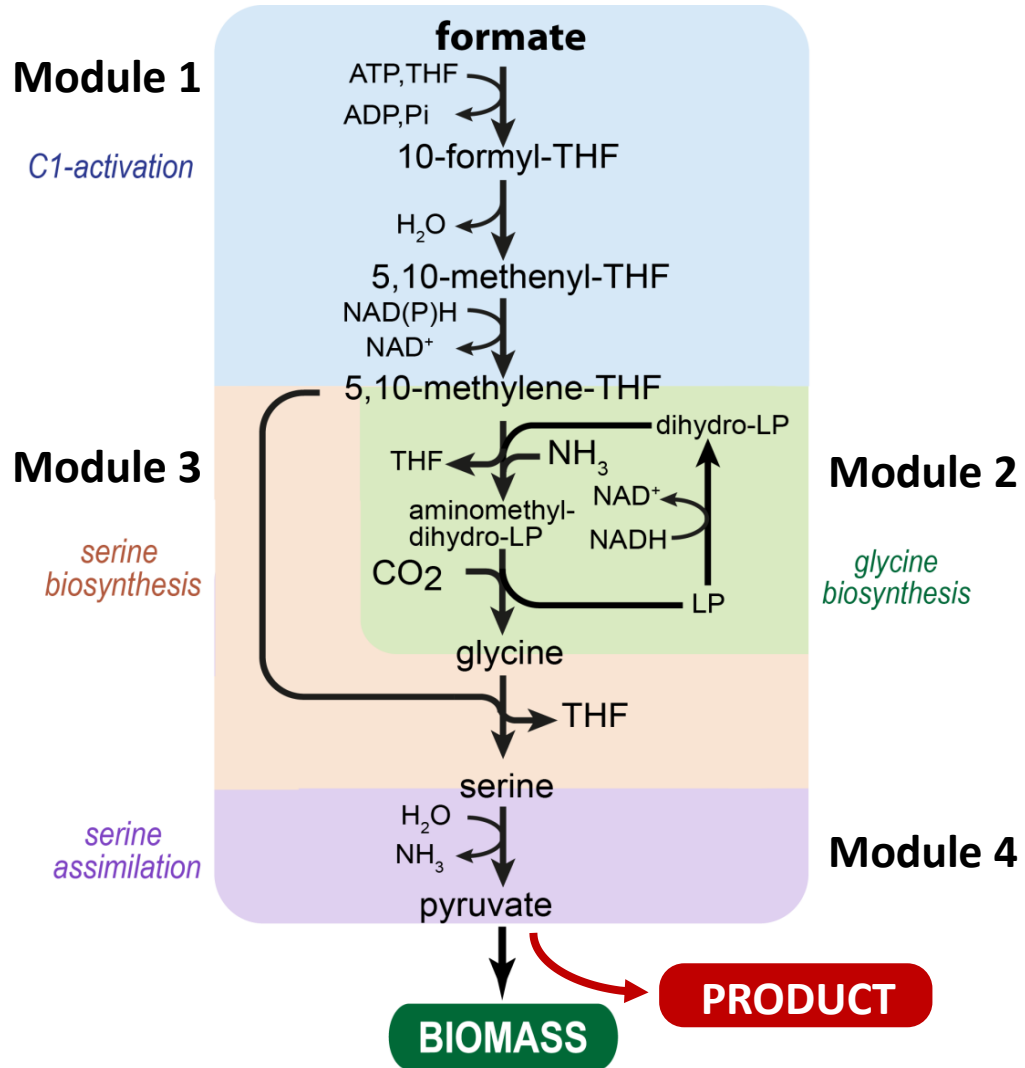 formate
Module 1
ATP,THF
ADP,Pi
C1-activation
10-formyl-THF
H₂O
5,10-methenyl-THF
NAD(P)H
NAD⁺
5,10-methylene-THF
dihydro-LP
Module 3
THF
NH₃
Module 2
NAD⁺
aminomethyl-
dihydro-LP
NADH
serine
biosynthesis
glycine
biosynthesis
CO2
LP
glycine
THF
serine
H₂O
serine
assimilation
NH₃
Module 4
pyruvate
PRODUCT
BIOMASS